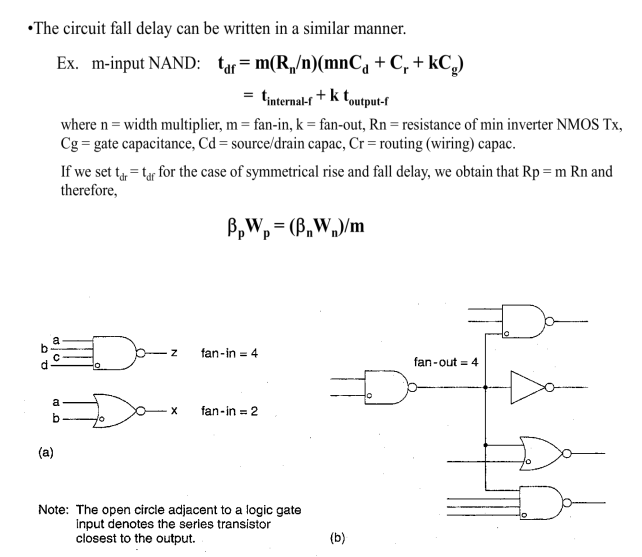 •The circuit fall delay can be written in a similar manner.
Ex. m-input NAND: t_df = m(R_n/n)(mnC_d + C_r + kC_g)
= t_internal-f + k t_output-f
where n = width multiplier, m = fan-in, k = fan-out, Rn = resistance of min inverter NMOS Tx,
Cg = gate capacitance, Cd = source/drain capac, Cr = routing (wiring) capac.
If we set t_dr = t_df for the case of symmetrical rise and fall delay, we obtain that Rp = m Rn and
therefore,
β_pW_p = (β_nW_n)/m
a
b
c
d
z
fan-in = 4
a
b
x
fan-in = 2
(a)
fan-out = 4
Note: The open circle adjacent to a logic gate
input denotes the series transistor
closest to the output.
(b)